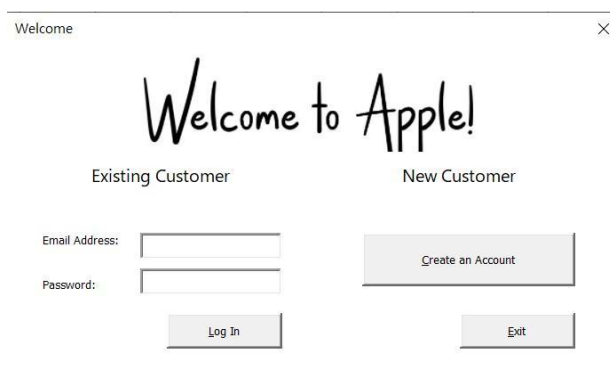 Welcome
Welcome to Apple!
Existing Customer
New Customer
Email Address:
Password:
Log In
Create an Account
Exit